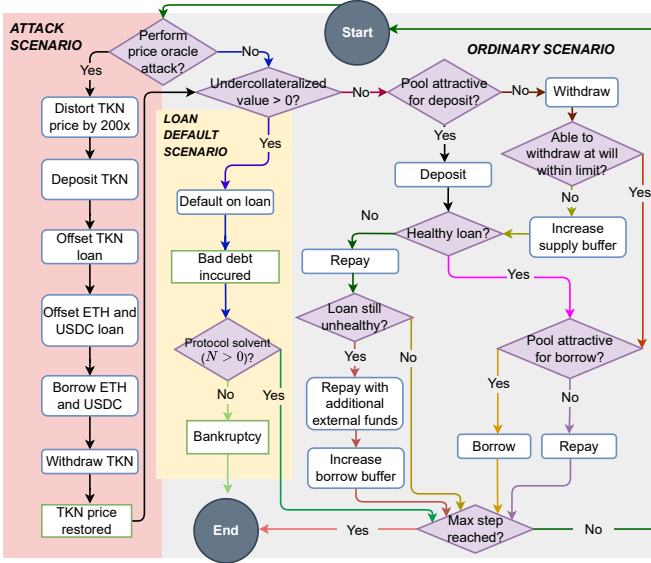 ATTACK
SCENARIO
Perform
price oracle
attack?
Start
ORDINARY SCENARIO
Yes
No
Distort TKN
price by 200x
Deposit TKN
Offset TKN
loan
Offset ETH and
USDC loan
Borrow ETH
and USDC
Withdraw TKN
TKN price
restored
Undercollateralized
value > 0?
No
Yes
LOAN
DEFAULT
SCENARIO
Default on loan
Bad debt
inccured
Protocol solvent
(N > 0)?
No
Yes
Bankruptcy
End
Pool attractive
for deposit?
No
Withdraw
Yes
Able to
withdraw at will
within limit?
Yes
No
Deposit
Increase
supply buffer
No
Healthy loan?
Yes
Repay
Loan still
unhealthy?
Yes
No
Repay with
additional
external funds
Increase
borrow buffer
Pool attractive
for borrow?
Yes
No
Borrow
Repay
Max step
reached?
Yes
No